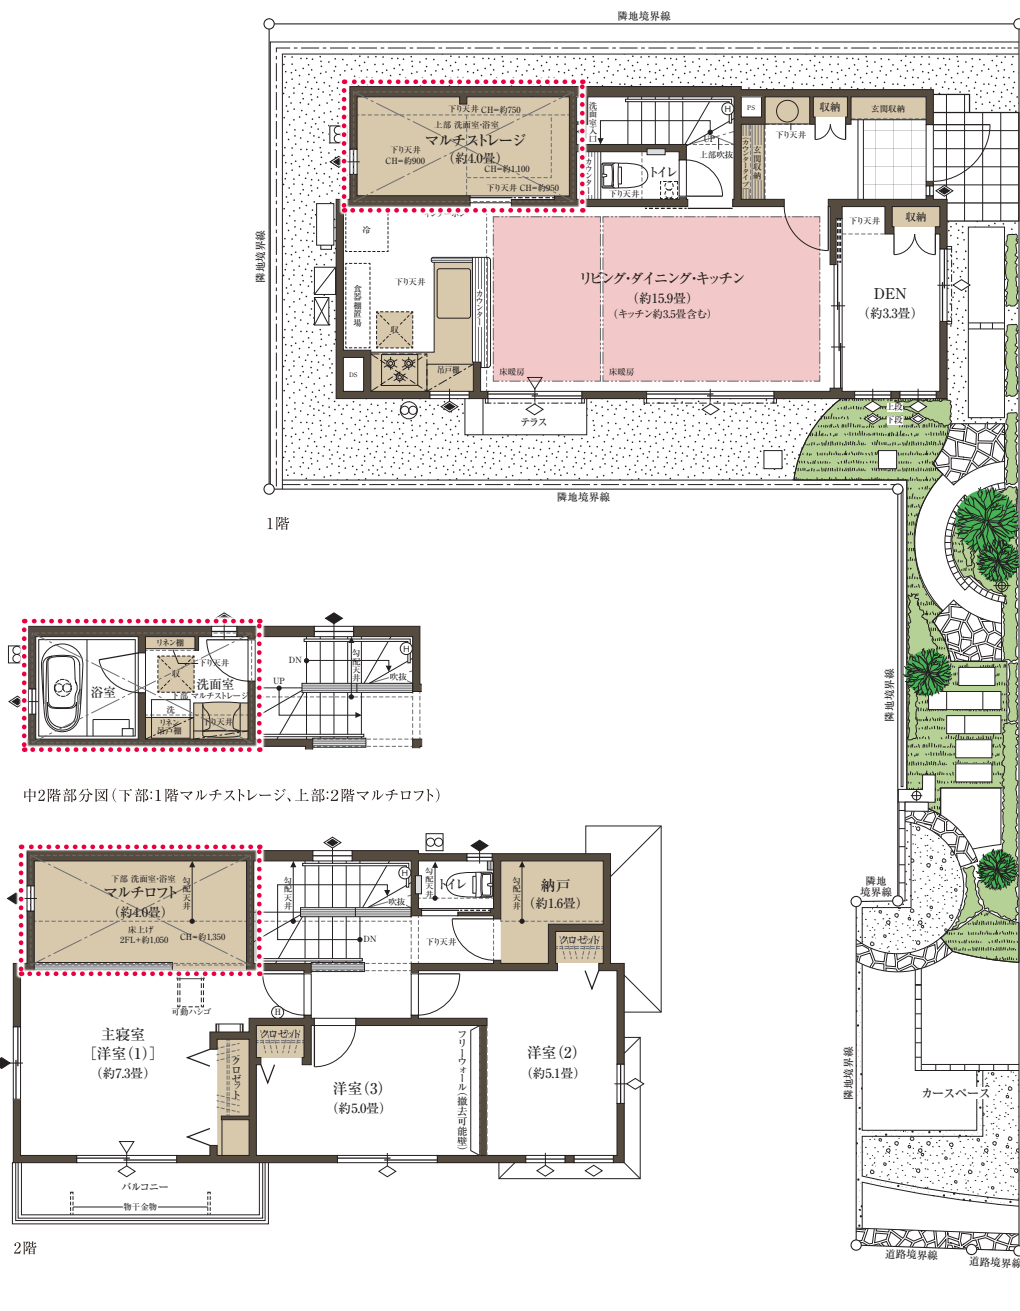 隣地境界線
隣地境界線
下り天井 CH=約750
上部 洗面室・浴室
マルチストレージ
(約4.0畳)
下り天井
CH=約900
CH=約1,100
下り天井 CH=約950
洗面室入口
UP
H
上部吹抜
カウンター
トイレ
下り天井
PS
下り天井
収納
玄関収納
玄関収納
(カウンタータイプ)
冷
下り天井
食器棚置場
収
カウンター
吊戸棚
DS
リビング・ダイニング・キッチン
(約15.9畳)
(キッチン約3.5畳含む)
床暖房
床暖房
下り天井
収納
DEN
(約3.3畳)
テラス
上段
下段
隣地境界線
1階
隣地境界線
リネン棚
下り天井
収
浴室
洗面室
下部 マルチストレージ
洗
リネン
吊戸棚
下り天井
DN
UP
勾配天井
H
吹抜
中2階部分図(下部:1階マルチストレージ、上部:2階マルチロフト)
下部 洗面室・浴室
マルチロフト
(約4.0畳)
勾配天井
床上げ
2FL+約1,050
CH=約1,350
勾配天井
H
吹抜
DN
勾配天井
トイレ
下り天井
勾配天井
納戸
(約1.6畳)
クロゼット
可動ハシゴ
H
主寝室
[洋室(1)]
(約7.3畳)
クロゼット
クロゼット
洋室(3)
(約5.0畳)
フリーウォール(撤去可能壁)
洋室(2)
(約5.1畳)
バルコニー
物干金物
2階
隣地
境界線
隣地境界線
カースペース
道路境界線
道路境界線